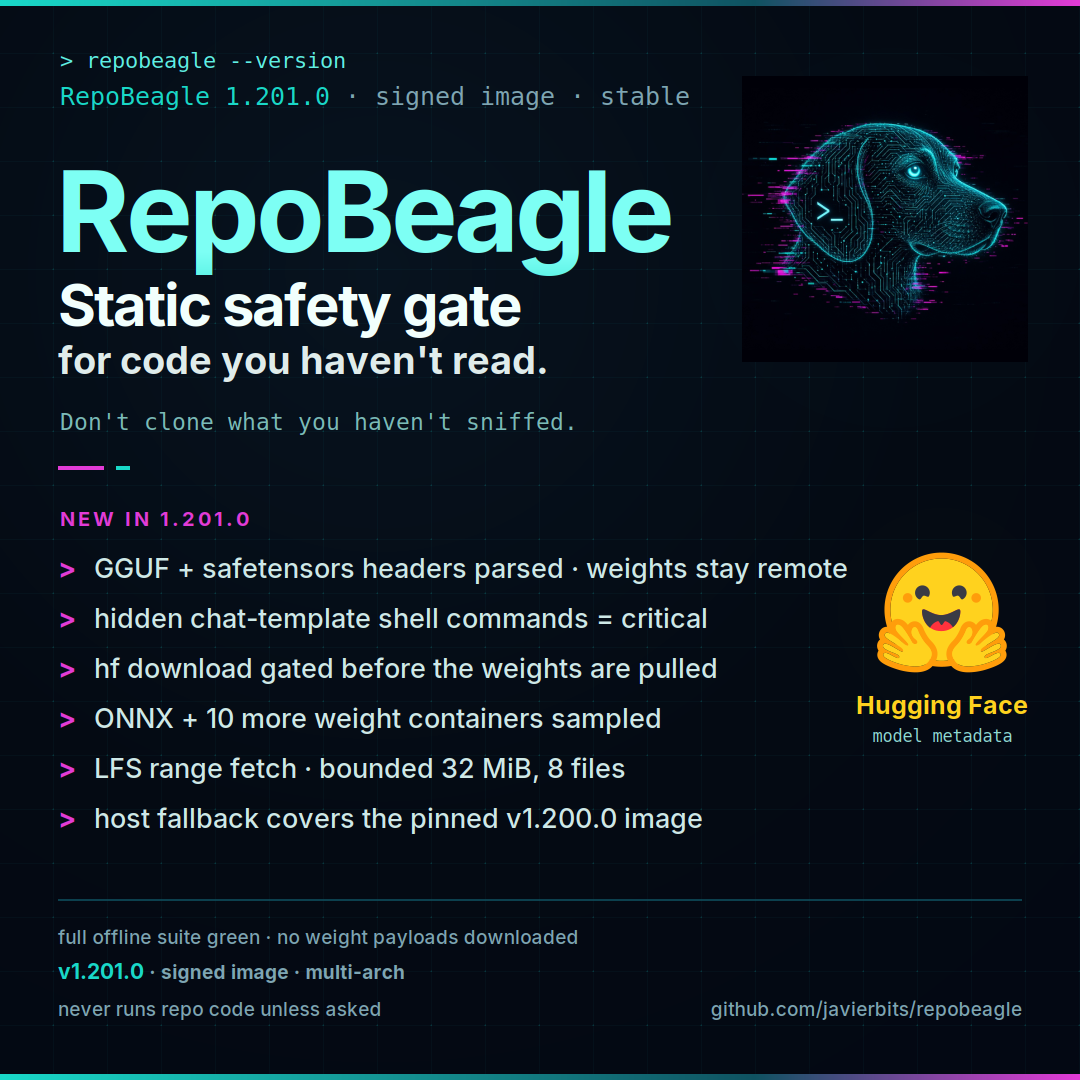 > repobeagle --version
RepoBeagle 1.201.0 · signed image · stable
>_
RepoBeagle
Static safety gate
for code you haven't read.
Don't clone what you haven't sniffed.
NEW IN 1.201.0
> GGUF + safetensors headers parsed · weights stay remote
> hidden chat-template shell commands = critical
> hf download gated before the weights are pulled
> ONNX + 10 more weight containers sampled
> LFS range fetch · bounded 32 MiB, 8 files
> host fallback covers the pinned v1.200.0 image
Hugging Face
model metadata
full offline suite green · no weight payloads downloaded
v1.201.0 · signed image · multi-arch
never runs repo code unless asked
github.com/javierbits/repobeagle